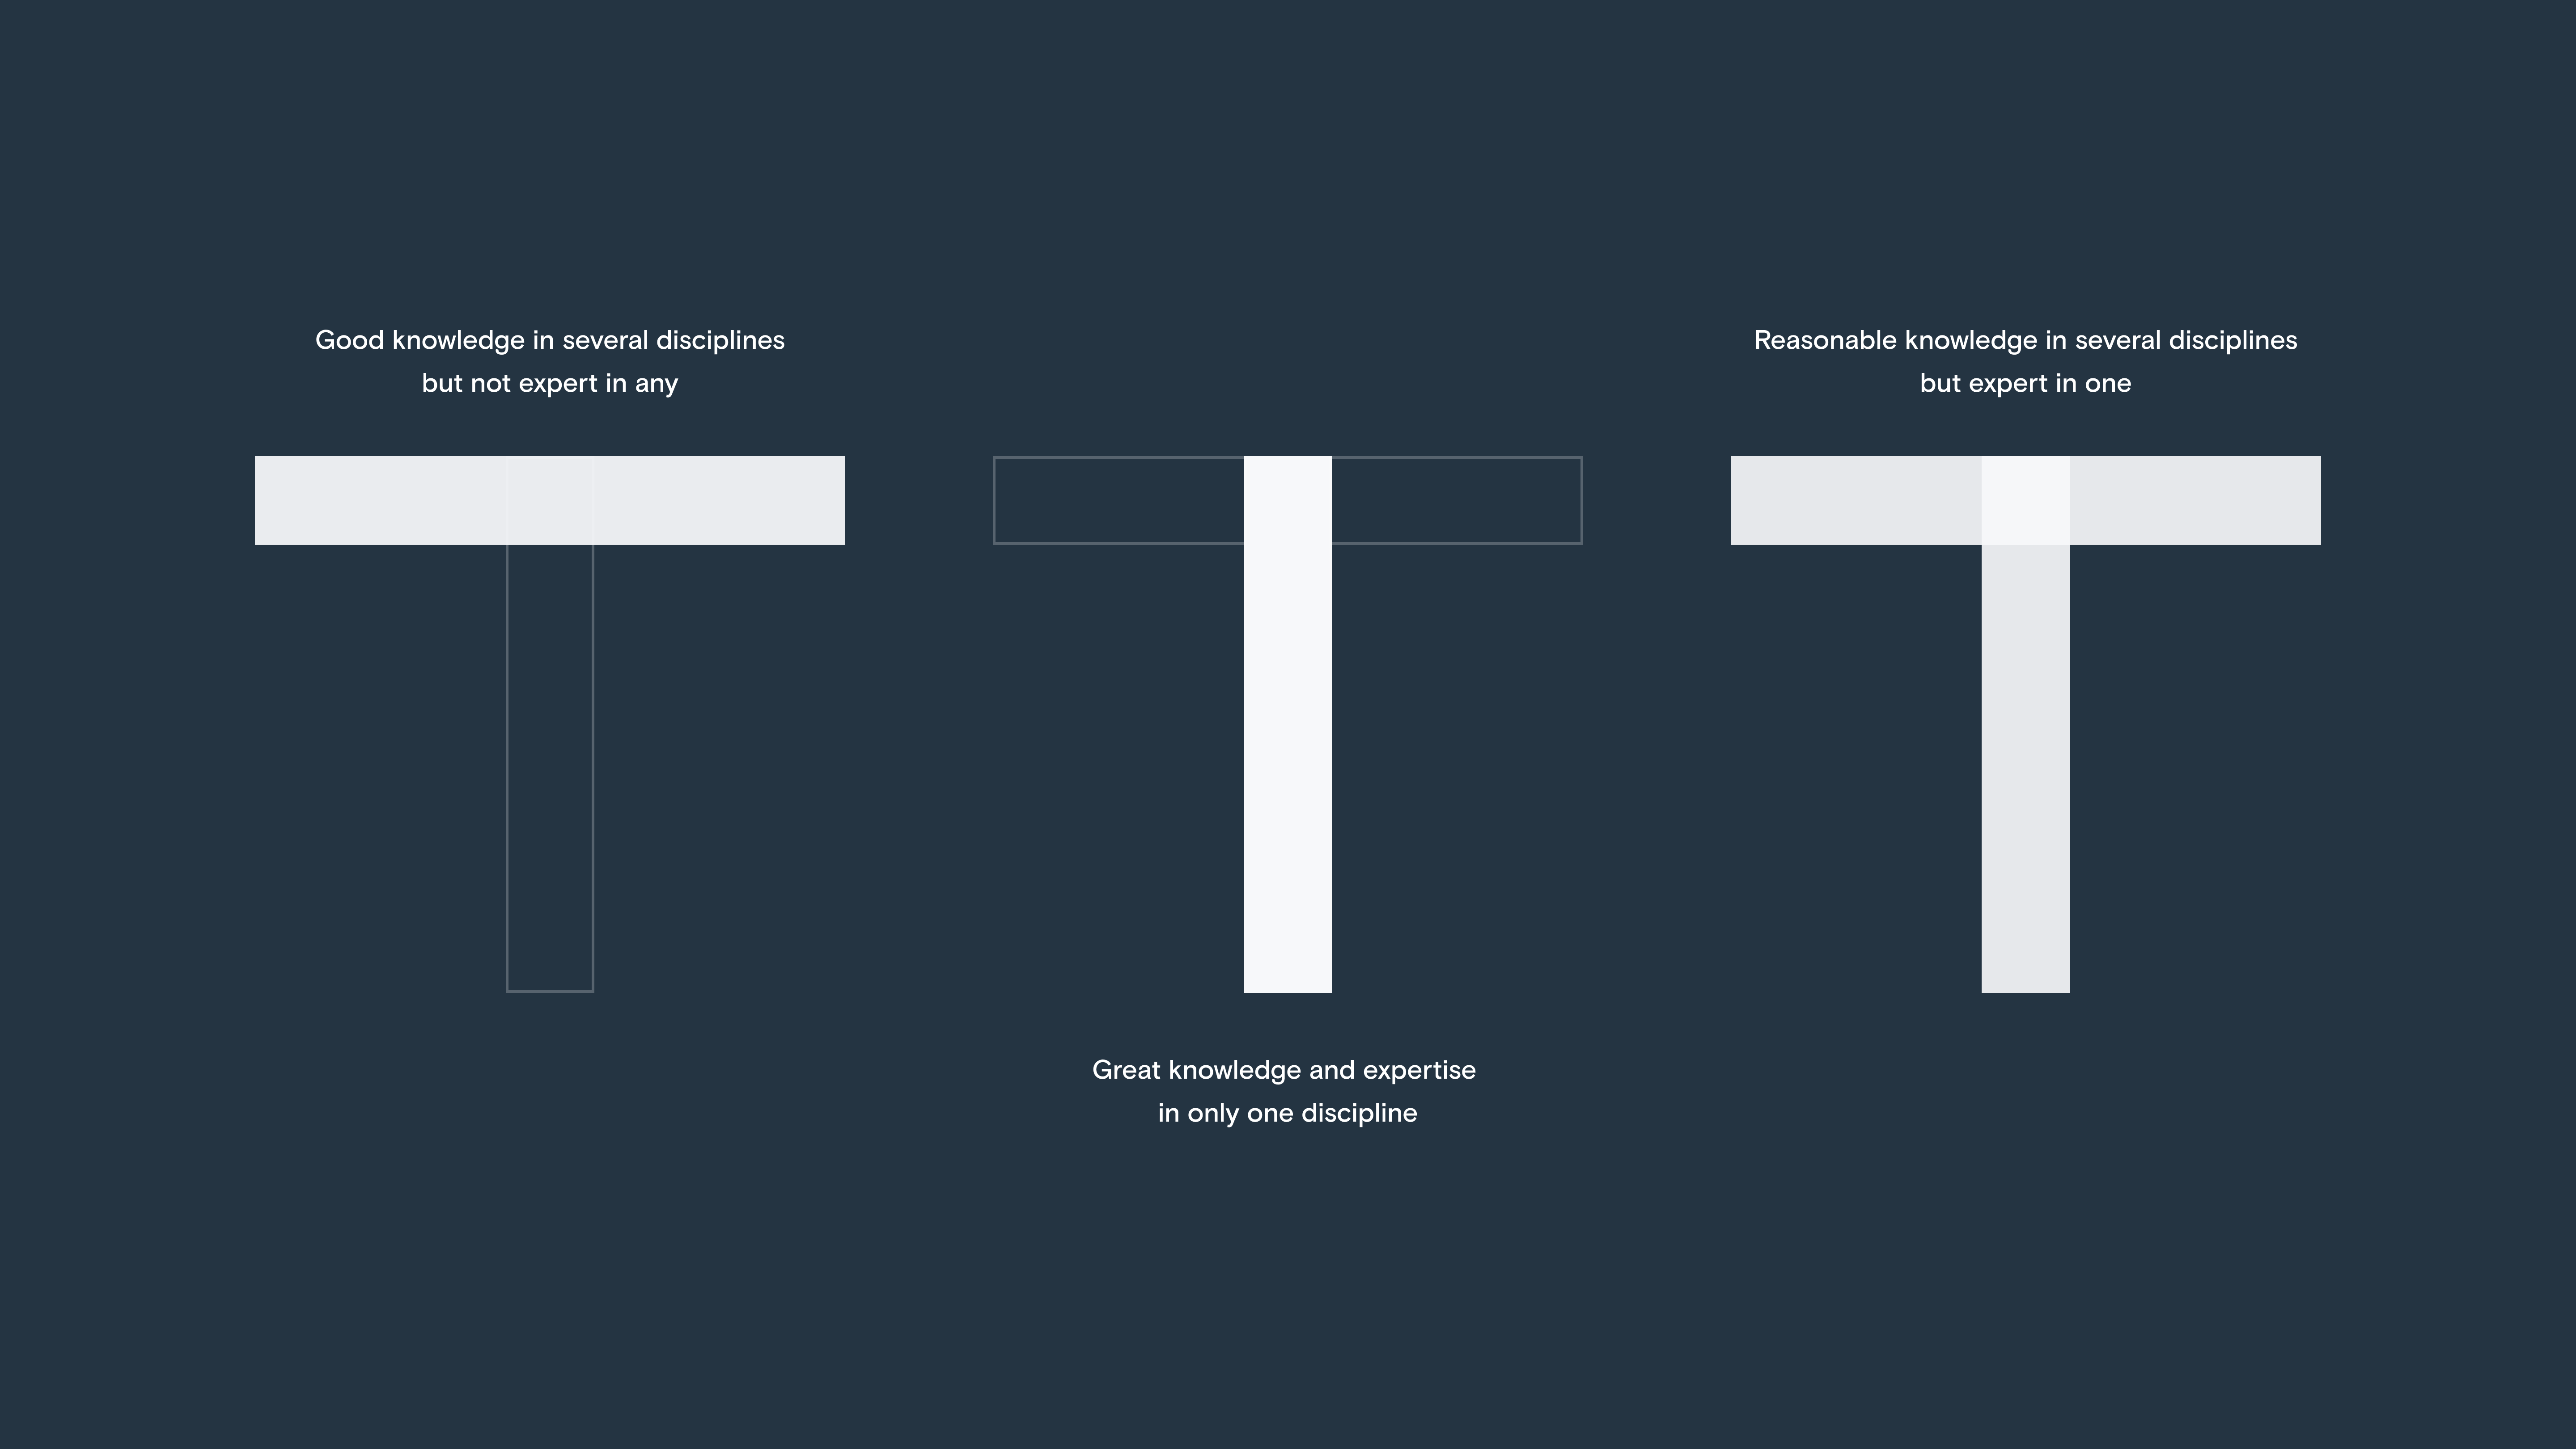 Good knowledge in several disciplines
but not expert in any
Great knowledge and expertise
in only one discipline
Reasonable knowledge in several disciplines
but expert in one